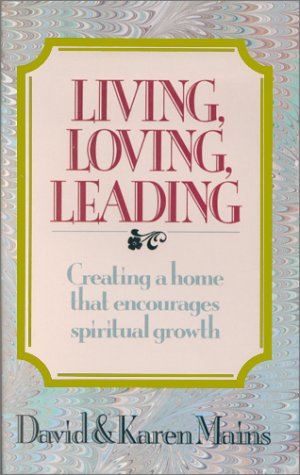 LIVING,
LOVING,
LEADING
Creating a home
that encourages
spiritual growth
David & Karen Mains